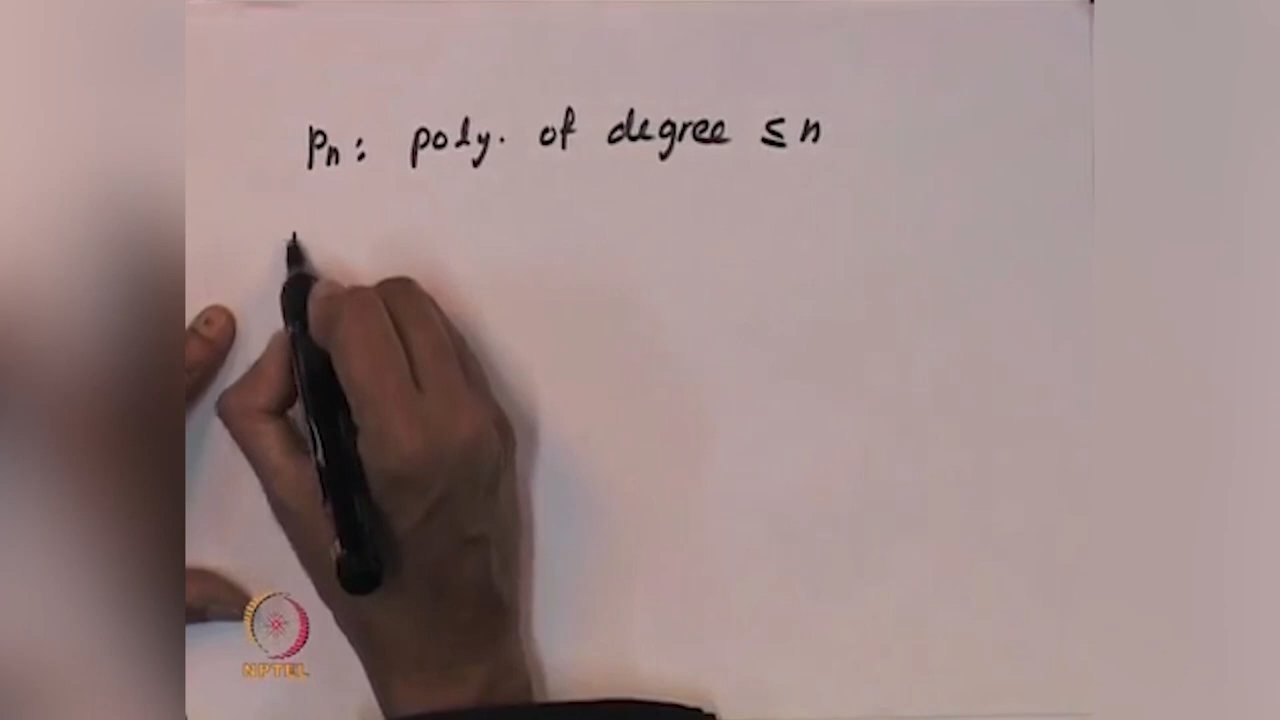 pn: poly. of degree ≤ n
NPTEL